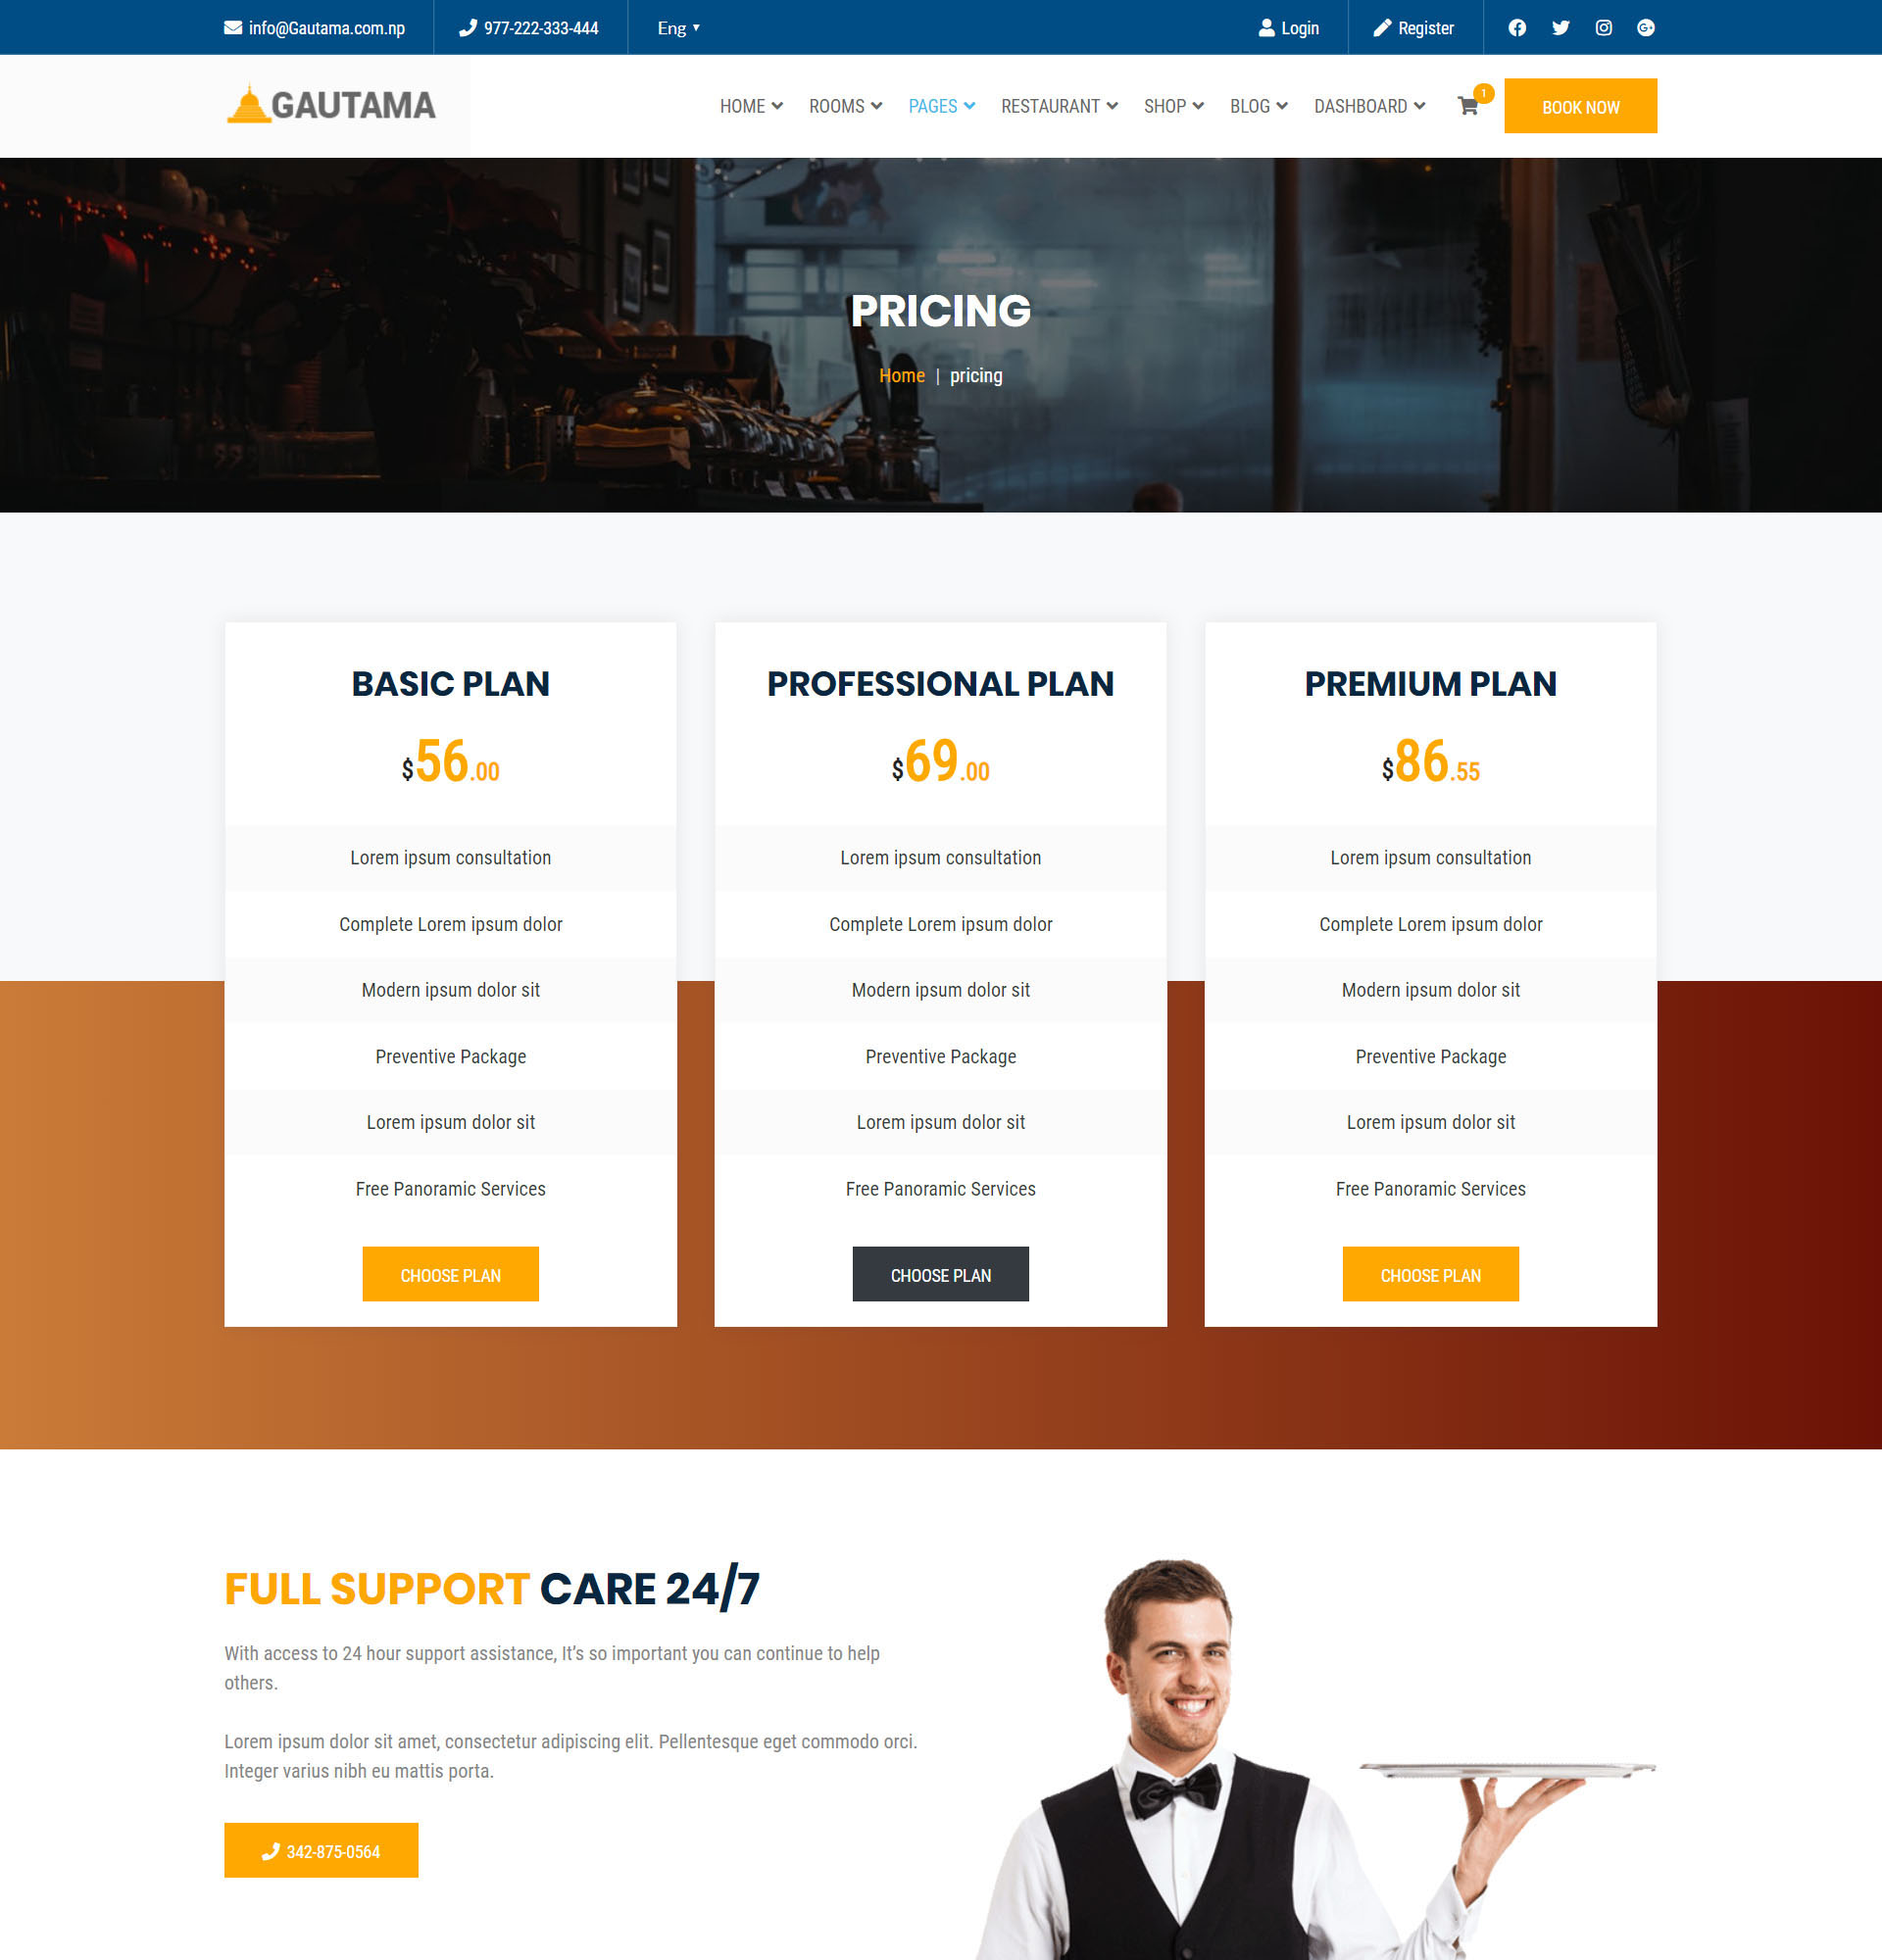 info@Gautama.com.np
977-222-333-444
Eng
Login
Register
GAUTAMA
HOME ROOMS PAGES RESTAURANT SHOP BLOG DASHBOARD
1
BOOK NOW
PRICING
Home | pricing
BASIC PLAN
$56.00
Lorem ipsum consultation
Complete Lorem ipsum dolor
Modern ipsum dolor sit
Preventive Package
Lorem ipsum dolor sit
Free Panoramic Services
CHOOSE PLAN
PROFESSIONAL PLAN
$69.00
Lorem ipsum consultation
Complete Lorem ipsum dolor
Modern ipsum dolor sit
Preventive Package
Lorem ipsum dolor sit
Free Panoramic Services
CHOOSE PLAN
PREMIUM PLAN
$86.55
Lorem ipsum consultation
Complete Lorem ipsum dolor
Modern ipsum dolor sit
Preventive Package
Lorem ipsum dolor sit
Free Panoramic Services
CHOOSE PLAN
FULL SUPPORT CARE 24/7
With access to 24 hour support assistance, It’s so important you can continue to help
others.
Lorem ipsum dolor sit amet, consectetur adipiscing elit. Pellentesque eget commodo orci.
Integer varius nibh eu mattis porta.
342-875-0564